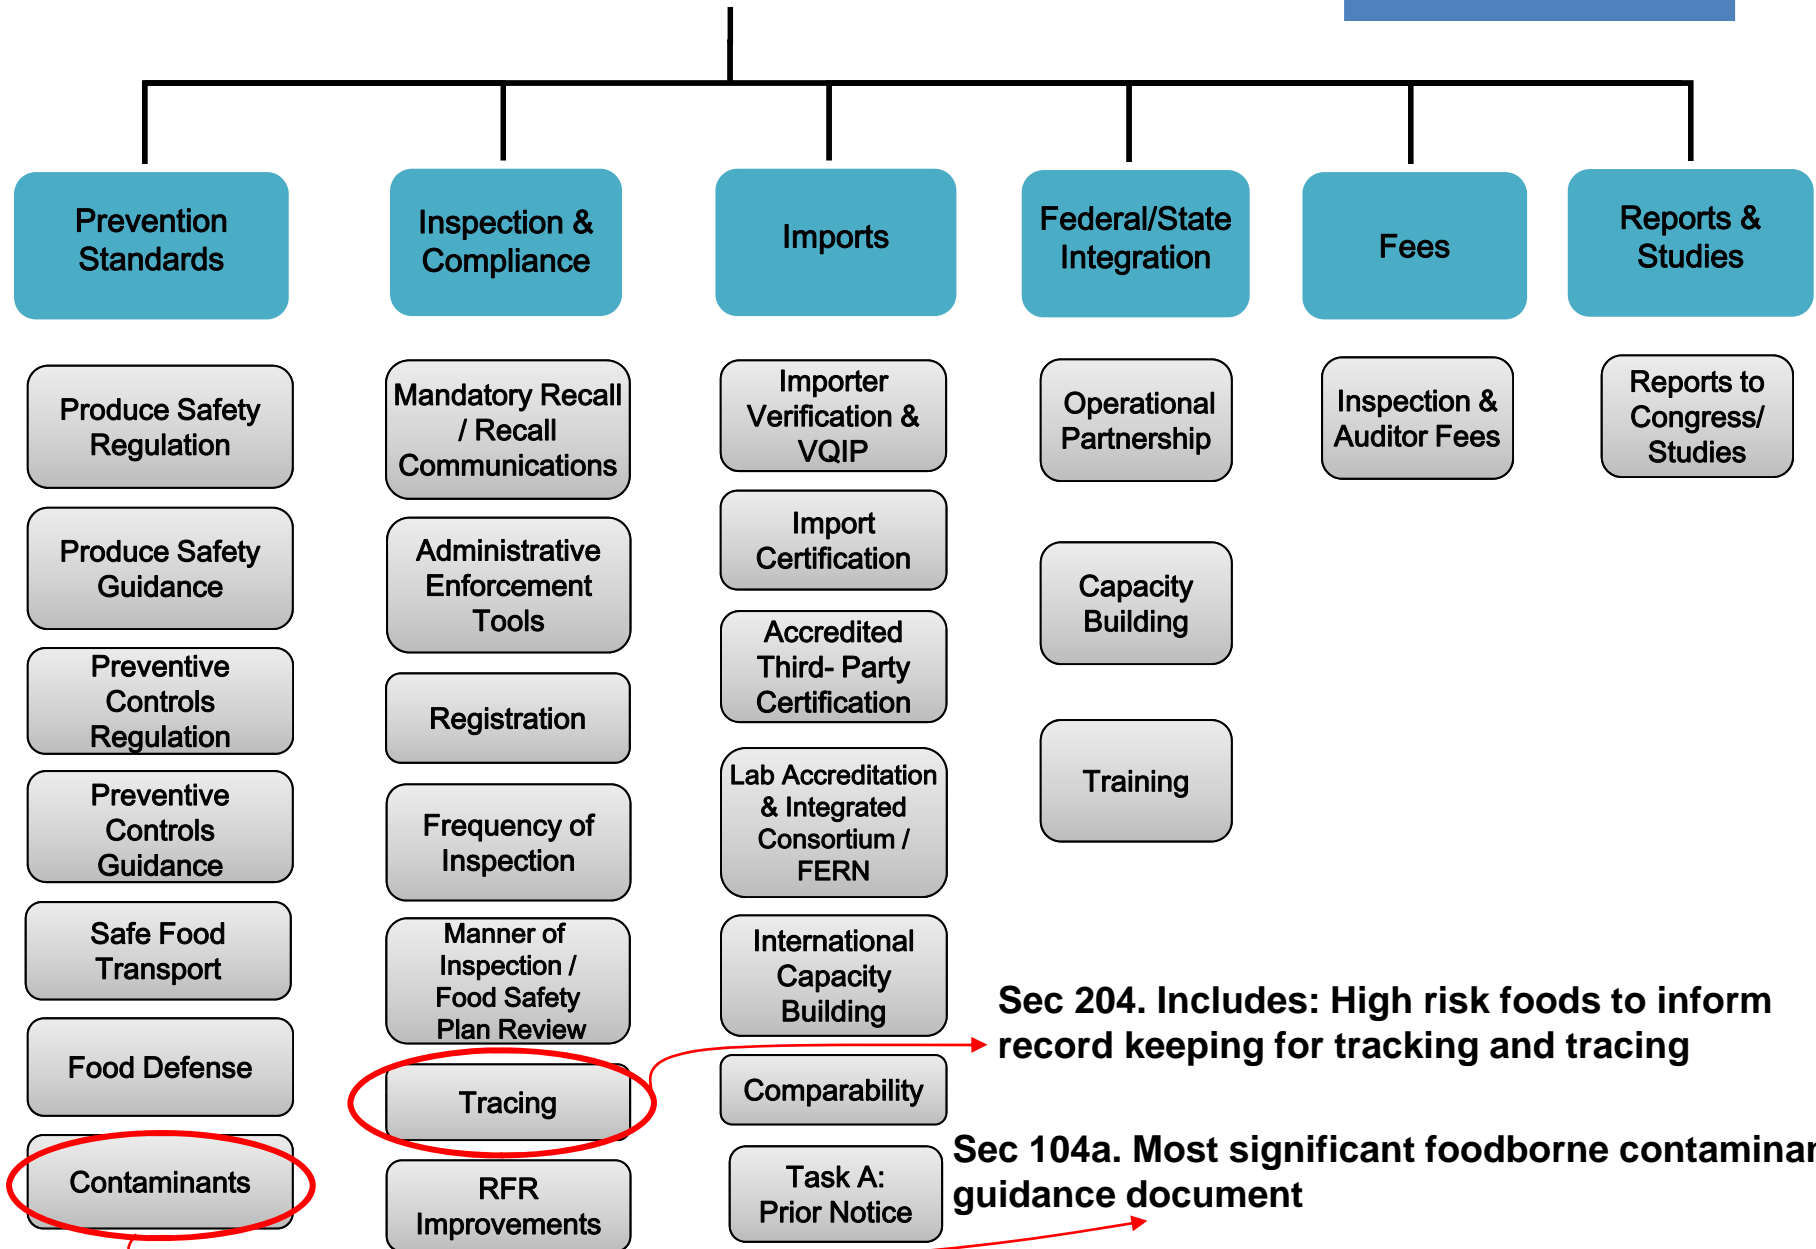 Prevention
Standards
Inspection &
Compliance
Imports
Federal/State
Integration
Fees
Reports &
Studies
Produce Safety
Regulation
Produce Safety
Guidance
Preventive
Controls
Regulation
Preventive
Controls
Guidance
Safe Food
Transport
Food Defense
Contaminants
Mandatory Recall
/ Recall
Communications
Administrative
Enforcement
Tools
Registration
Frequency of
Inspection
Manner of
Inspection /
Food Safety
Plan Review
Tracing
RFR
Improvements
Importer
Verification &
VQIP
Import
Certification
Accredited
Third- Party
Certification
Lab Accreditation
& Integrated
Consortium /
FERN
International
Capacity
Building
Comparability
Task A:
Prior Notice
Operational
Partnership
Capacity
Building
Training
Inspection &
Auditor Fees
Reports to
Congress/
Studies
Sec 204. Includes: High risk foods to inform
record keeping for tracking and tracing
Sec 104a. Most significant foodborne contaminan
guidance document